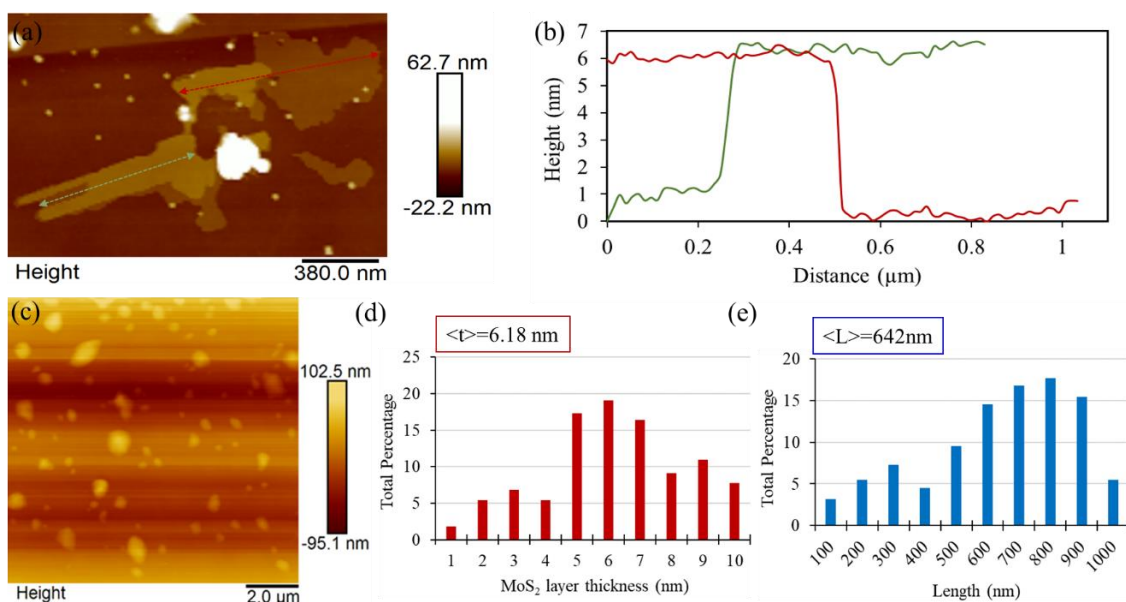 (a)
62.7 nm
-22.2 nm
Height
380.0 nm
(b)
Height (nm)
7
6
5
4
3
2
1
0
0 0.2 0.4 0.6 0.8 1
Distance (µm)
(c)
102.5 nm
-95.1 nm
Height
2.0 µm
(d)
<t>=6.18 nm
Total Percentage
25
20
15
10
5
0
1 2 3 4 5 6 7 8 9 10
MoS₂ layer thickness (nm)
(e)
<L>=642nm
Total Percentage
20
15
10
5
0
100 200 300 400 500 600 700 800 900 1000
Length (nm)